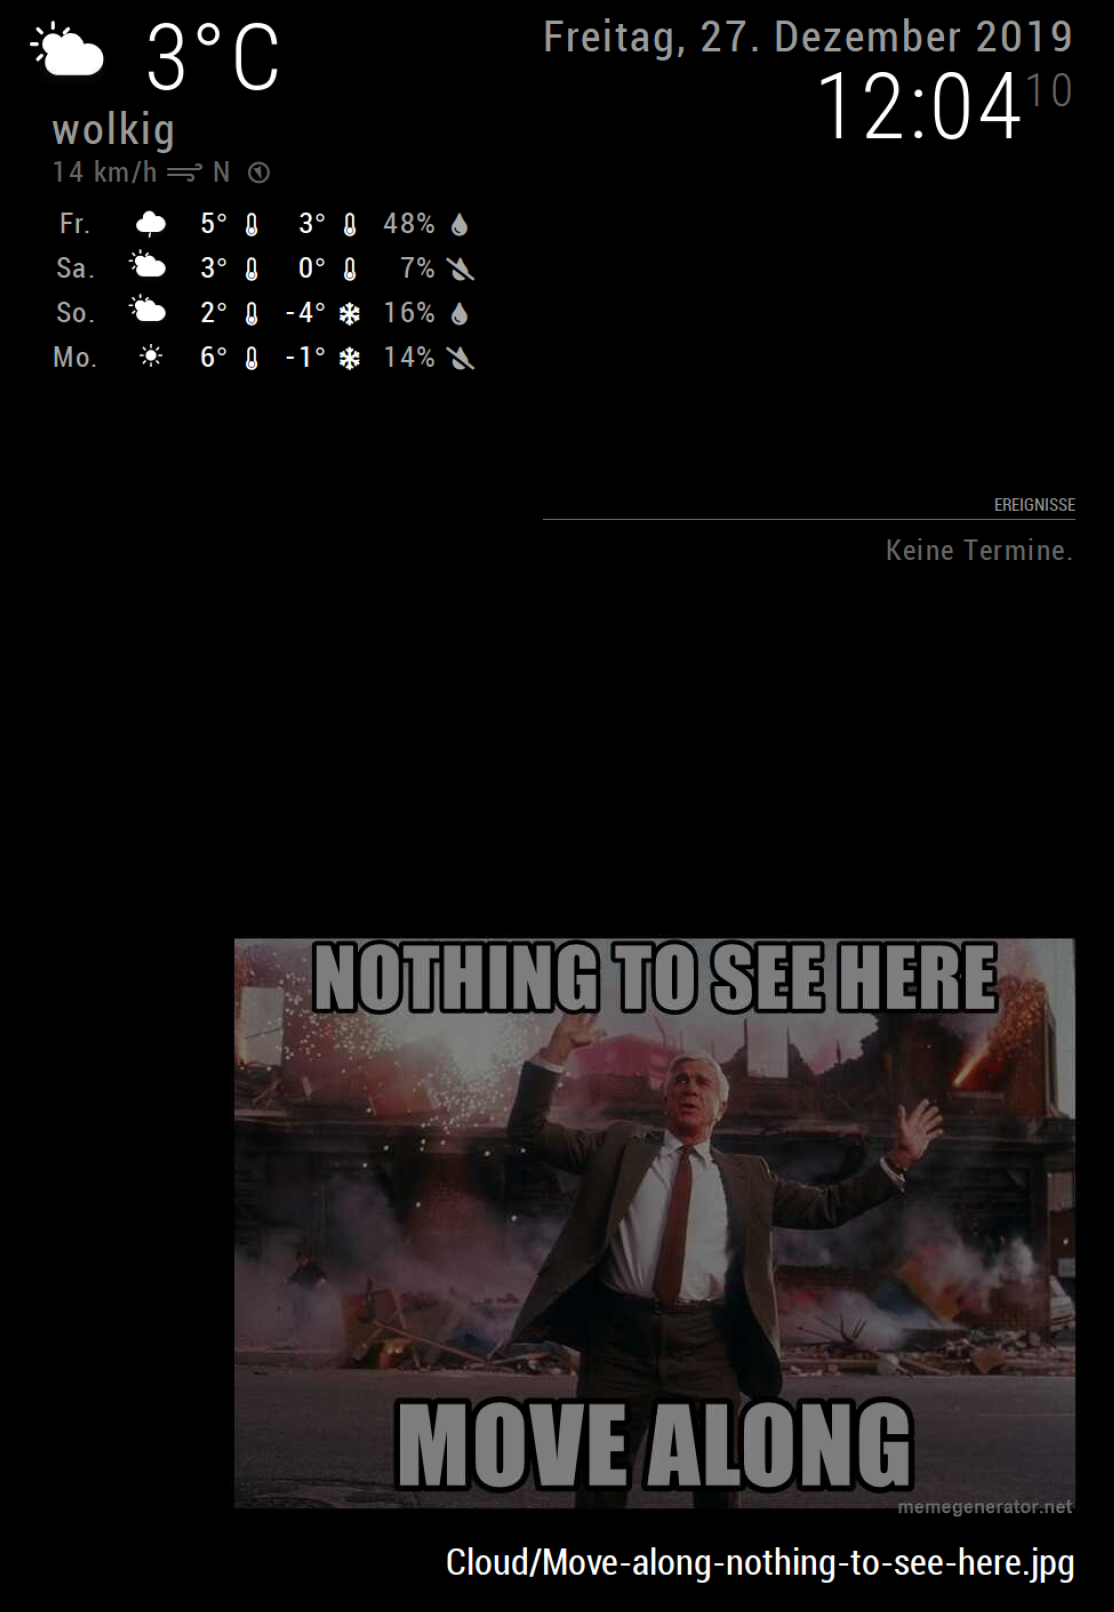 3°C
wolkig
14 km/h N
Fr. 5° 3° 48%
Sa. 3° 0° 7%
So. 2° -4° 16%
Mo. 6° -1° 14%
Freitag, 27. Dezember 2019
12:04 10
EREIGNISSE
Keine Termine.
NOTHING TO SEE HERE
MOVE ALONG
memegenerator.net
Cloud/Move-along-nothing-to-see-here.jpg